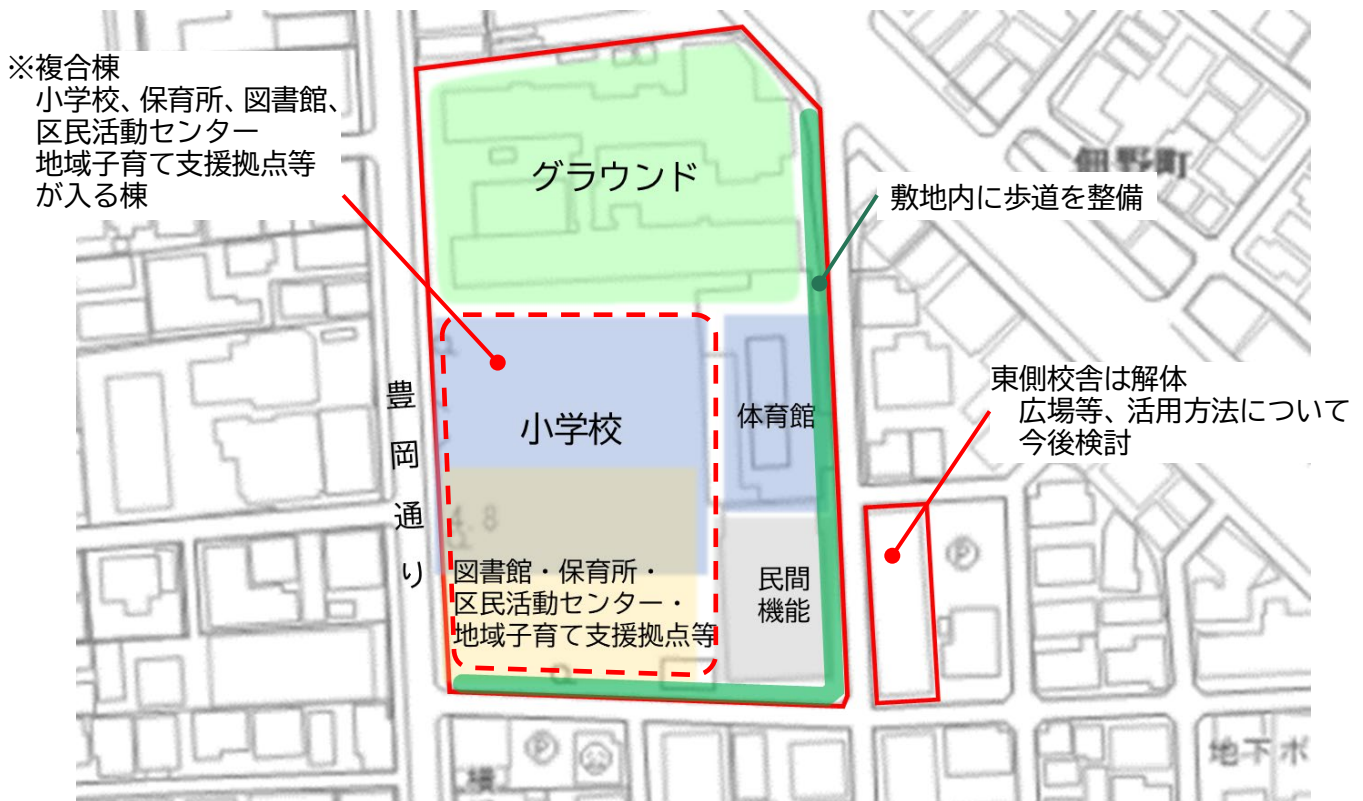 ※複合棟
小学校、保育所、図書館、
区民活動センター
地域子育て支援拠点等
が入る棟
グラウンド
佃野町
敷地内に歩道を整備
豊岡通り
小学校
体育館
東側校舎は解体
広場等、活用方法について
今後検討
4.8
図書館・保育所・
区民活動センター・
地域子育て支援拠点等
民間
機能
P
P
地下ボ